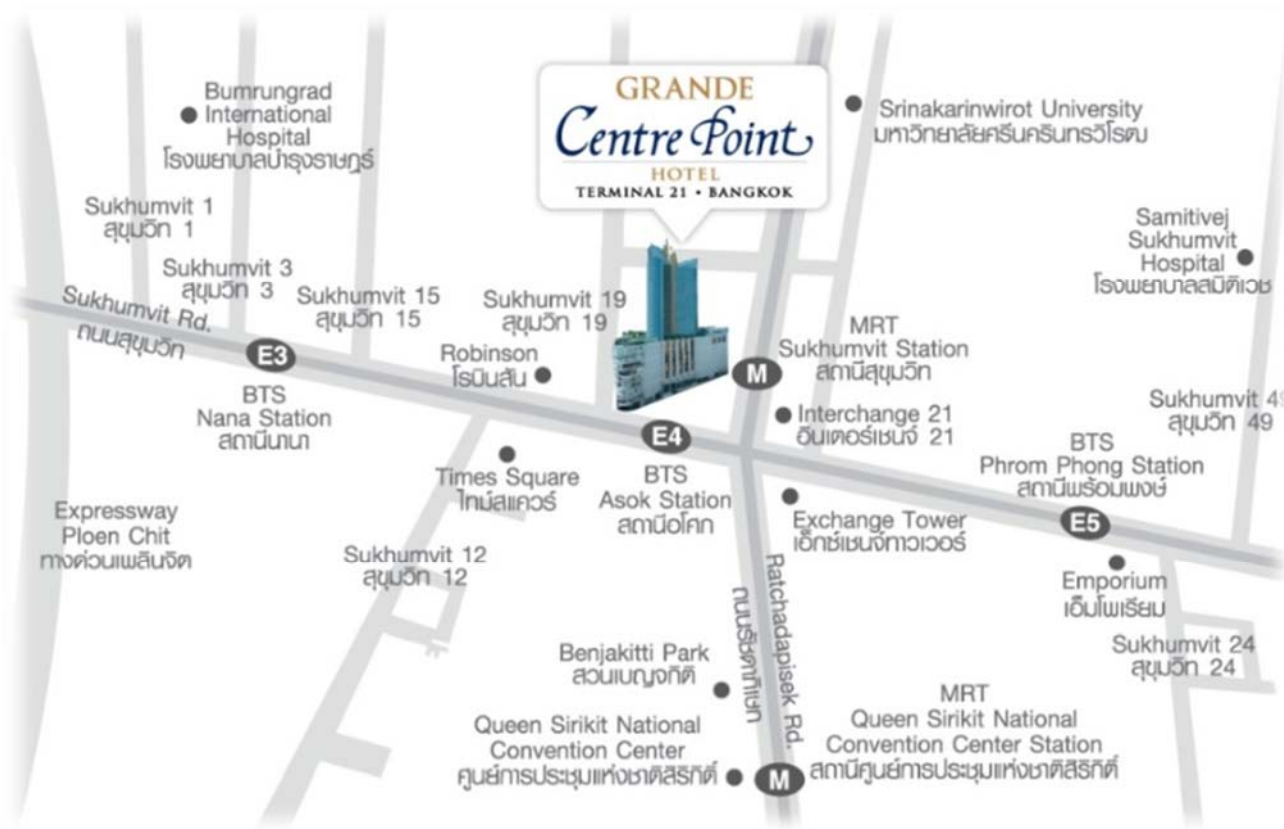 GRANDE
Centre Point
HOTEL
TERMINAL 21 • BANGKOK
Bumrungrad
International
Hospital
โรงพยาบาลบำรุงราษฎร์
Srinakarinwirot University
มหาวิทยาลัยศรีนครินทรวิโรฒ
Sukhumvit 1
สุขุมวิท 1
Samitivej
Sukhumvit
Hospital
โรงพยาบาลสมิติเวช
Sukhumvit 3
สุขุมวิท 3
Sukhumvit 15
สุขุมวิท 15
Sukhumvit 19
สุขุมวิท 19
Sukhumvit Rd.
ถนนสุขุมวิท
MRT
Sukhumvit Station
สถานีสุขุมวิท
M
E3
BTS
Nana Station
สถานีนานา
Robinson
โรบินสัน
Interchange 21
อินเตอร์เชนจ์ 21
Sukhumvit 49
สุขุมวิท 49
E4
BTS
Asok Station
สถานีอโศก
Times Square
ไทม์สแควร์
BTS
Phrom Phong Station
สถานีพร้อมพงษ์
E5
Exchange Tower
เอ็กซ์เชนจ์ทาวเวอร์
Expressway
Ploen Chit
ทางด่วนเพลินจิต
Sukhumvit 12
สุขุมวิท 12
Emporium
เอ็มโพเรียม
Ratchadapisek Rd.
ถนนรัชดาภิเษก
Sukhumvit 24
สุขุมวิท 24
Benjakitti Park
สวนเบญจกิติ
Queen Sirikit National
Convention Center
ศูนย์การประชุมแห่งชาติสิริกิติ์
M
MRT
Queen Sirikit National
Convention Center Station
สถานีศูนย์การประชุมแห่งชาติสิริกิติ์